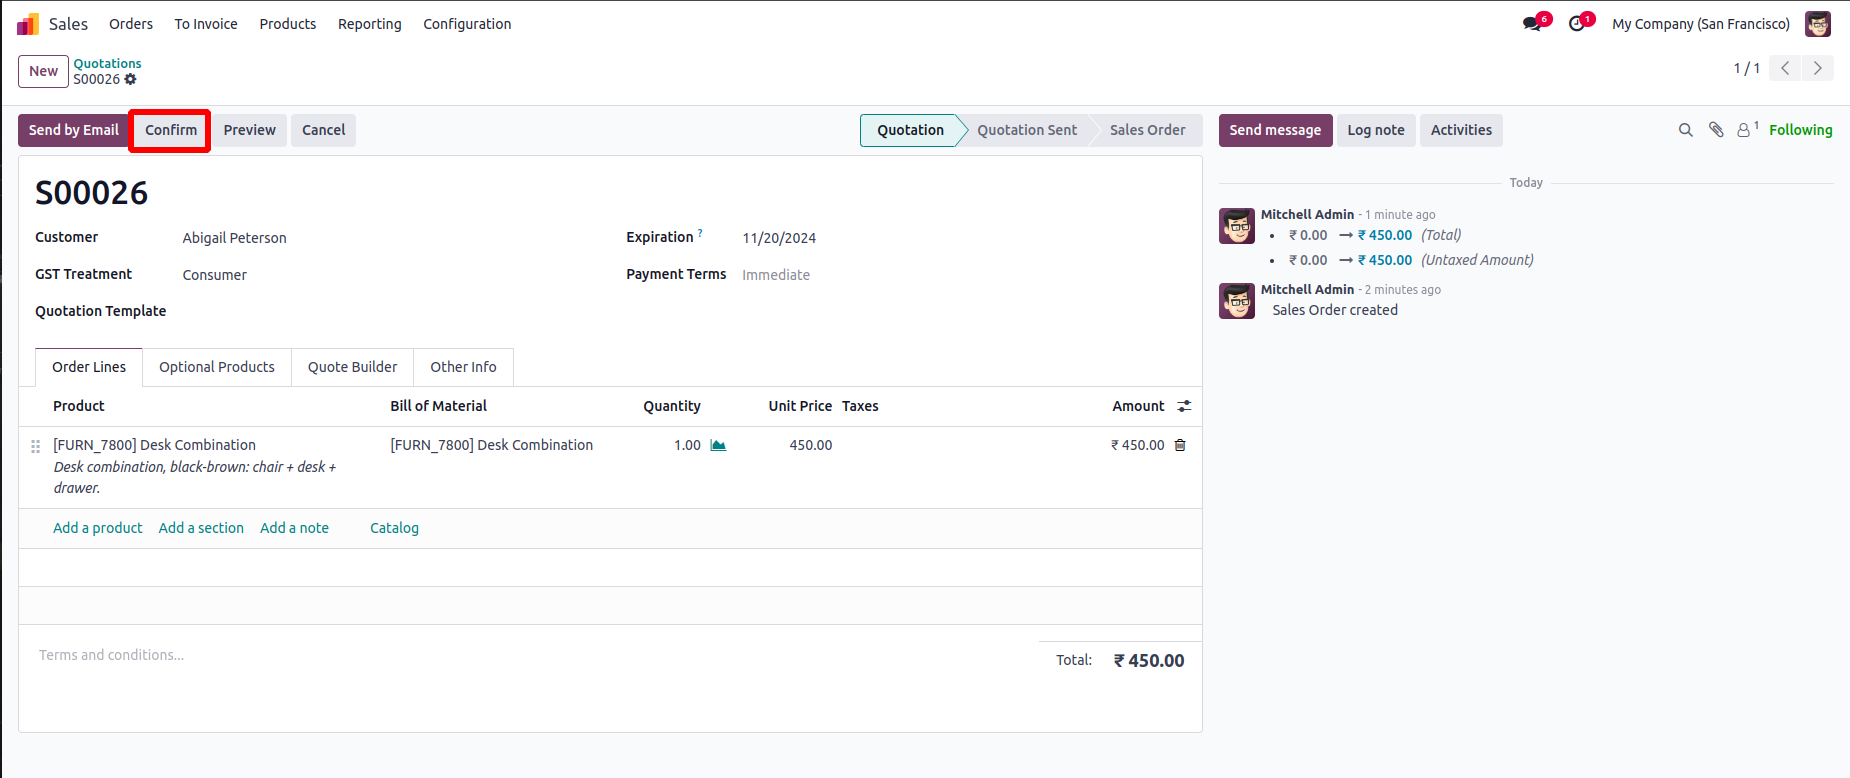 Sales Orders To Invoice Products Reporting Configuration 6 1 My Company (San Francisco)
New Quotations
S00026
1 / 1
Send by Email Confirm Preview Cancel Quotation Quotation Sent Sales Order Send message Log note Activities 1 Following
S00026
Customer Abigail Peterson Expiration ? 11/20/2024
GST Treatment Consumer Payment Terms Immediate
Quotation Template
Order Lines Optional Products Quote Builder Other Info
Product Bill of Material Quantity Unit Price Taxes Amount
[FURN_7800] Desk Combination [FURN_7800] Desk Combination 1.00 450.00 ₹ 450.00
Desk combination, black-brown: chair + desk +
drawer.
Add a product Add a section Add a note Catalog
Terms and conditions...
Total: ₹ 450.00
Today
Mitchell Admin - 1 minute ago
• ₹ 0.00 → ₹ 450.00 (Total)
• ₹ 0.00 → ₹ 450.00 (Untaxed Amount)
Mitchell Admin - 2 minutes ago
Sales Order created